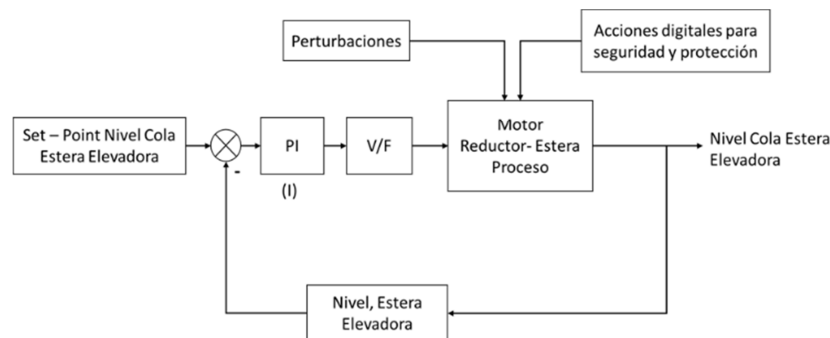 Perturbaciones
Acciones digitales para
seguridad y protección
Set – Point Nivel Cola
Estera Elevadora
PI
V/F
Motor
Reductor- Estera
Proceso
Nivel Cola Estera
Elevadora
-
(I)
Nivel, Estera
Elevadora